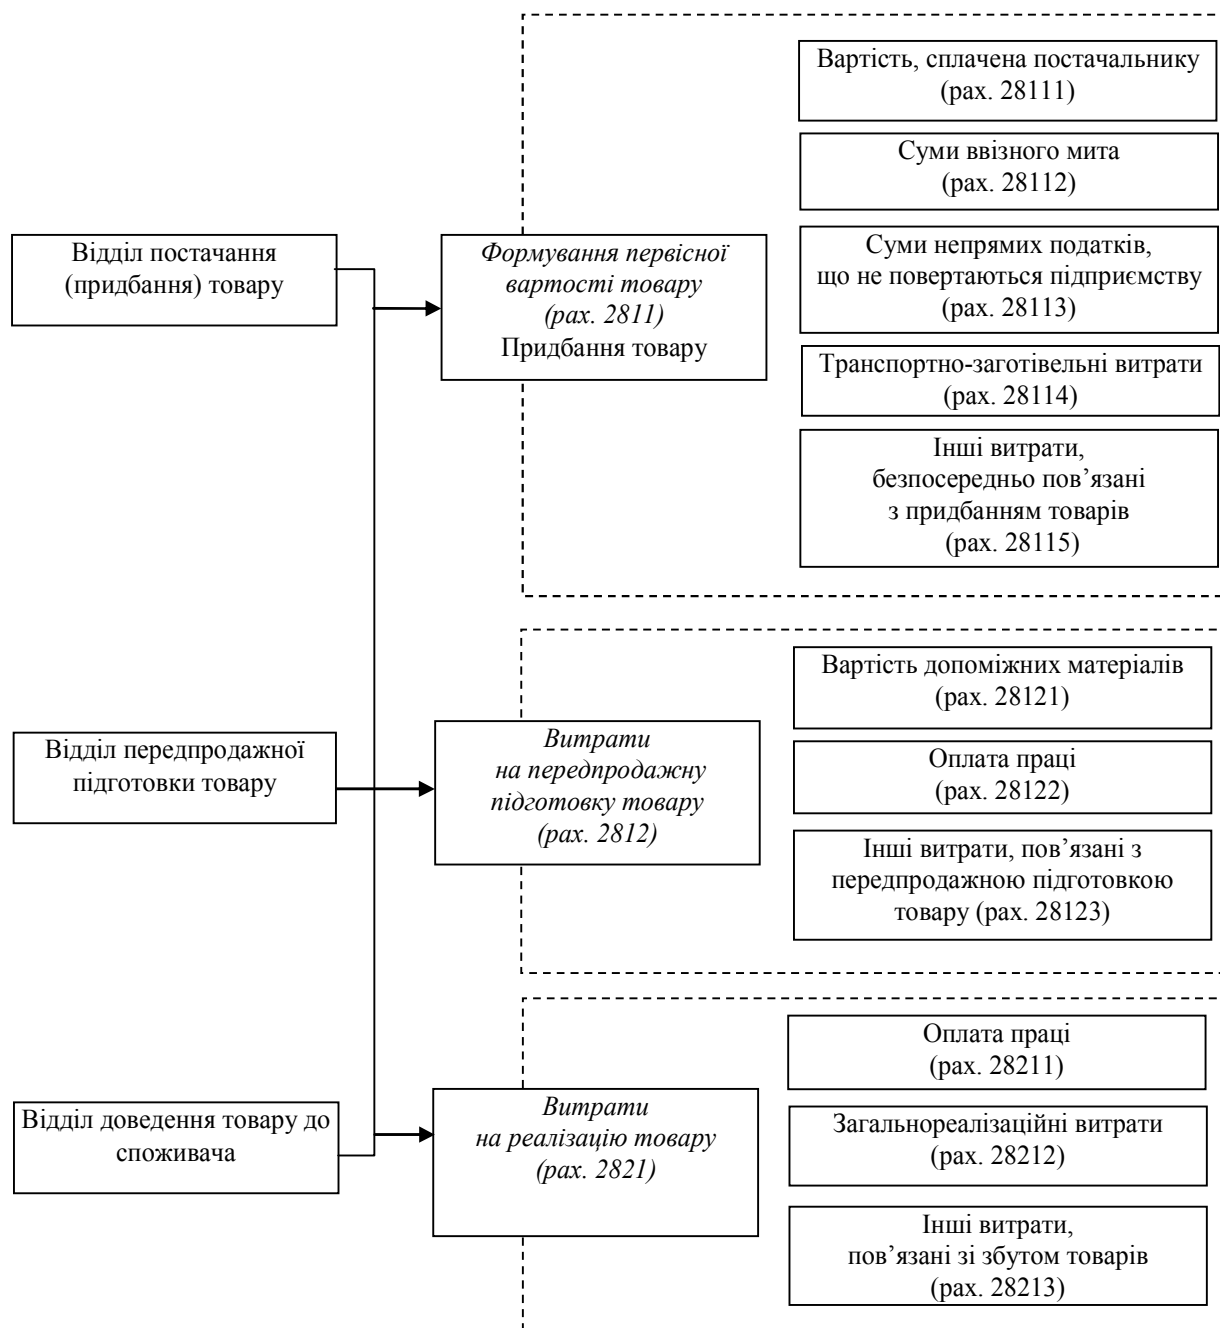 Вартість, сплачена постачальнику
(рах. 28111)
Суми ввізного мита
(рах. 28112)
Відділ постачання
(придбання) товару
Формування первісної
вартості товару
(рах. 2811)
Придбання товару
Суми непрямих податків,
що не повертаються підприємству
(рах. 28113)
Транспортно-заготівельні витрати
(рах. 28114)
Інші витрати,
безпосередньо пов’язані
з придбанням товарів
(рах. 28115)
Відділ передпродажної
підготовки товару
Витрати
на передпродажну
підготовку товару
(рах. 2812)
Вартість допоміжних матеріалів
(рах. 28121)
Оплата праці
(рах. 28122)
Інші витрати, пов’язані з
передпродажною підготовкою
товару (рах. 28123)
Відділ доведення товару до
споживача
Витрати
на реалізацію товару
(рах. 2821)
Оплата праці
(рах. 28211)
Загальнореалізаційні витрати
(рах. 28212)
Інші витрати,
пов’язані зі збутом товарів
(рах. 28213)